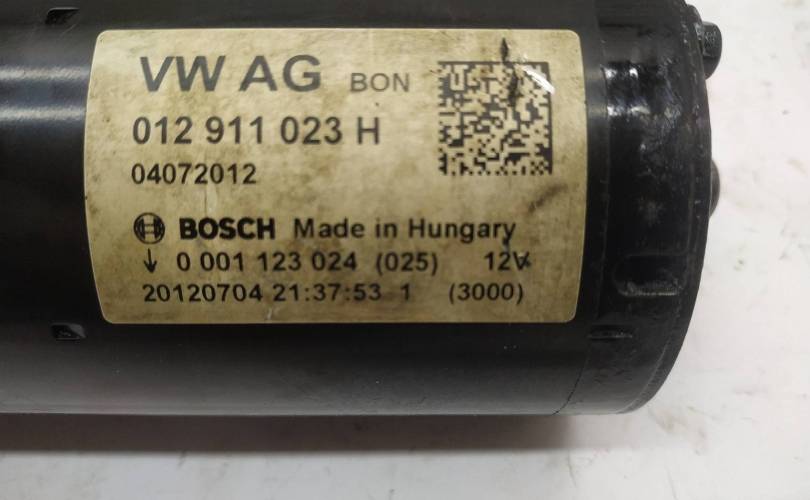 VW AG BON
012 911 023 H
04072012
BOSCH Made in Hungary
↓ 0 001 123 024 (025) 12V
20120704 21:37:53 1 (3000)